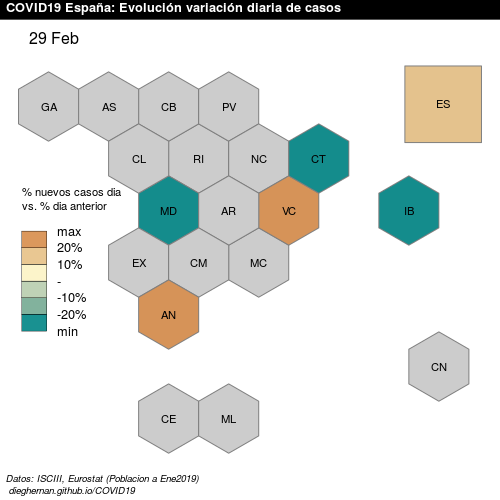 COVID19 España: Evolución variación diaria de casos
29 Feb
GA AS CB PV ES
CL RI NC CT
% nuevos casos dia
vs. % dia anterior
MD AR VC IB
max
20%
10%
-
-10%
-20%
min
EX CM MC
AN
CN
CE ML
Datos: ISCIII, Eurostat (Poblacion a Ene2019)
dieghernan.github.io/COVID19